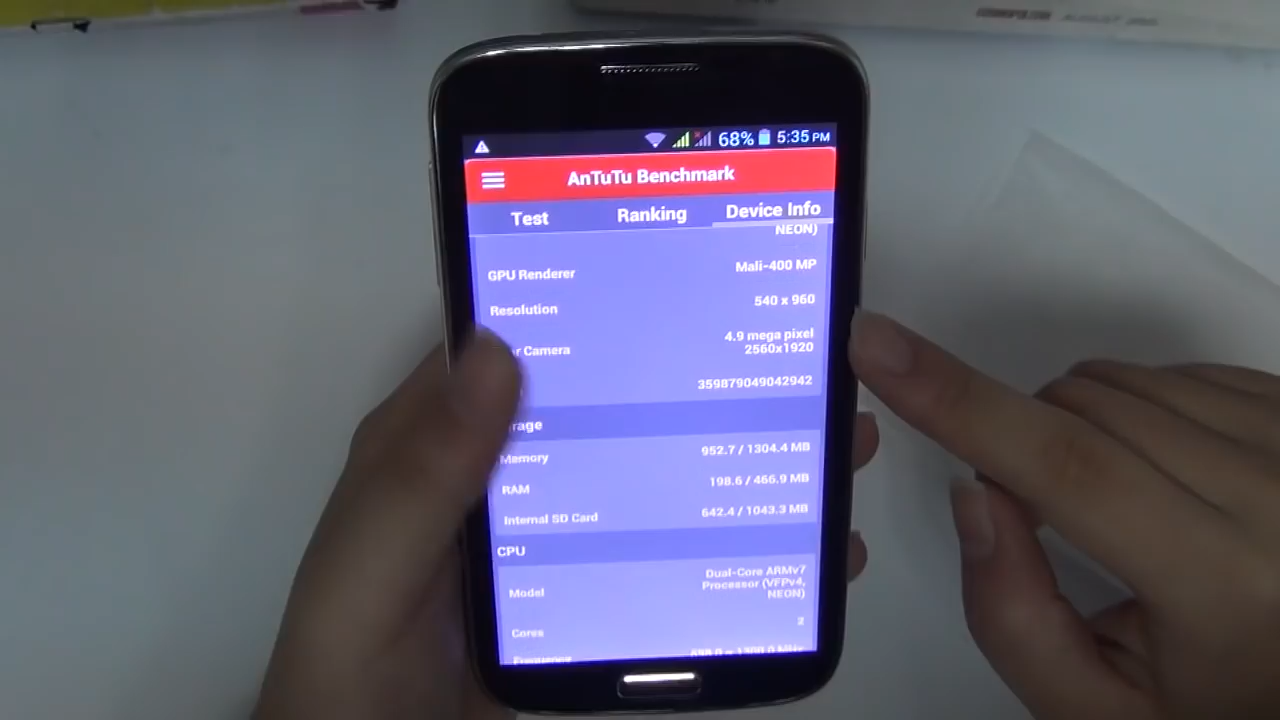 68% 5:35 PM
AnTuTu Benchmark
Test Ranking Device Info
NEON)
GPU Renderer Mali-400 MP
Resolution 540 x 960
Camera 4.9 mega pixel
2560x1920
359879049042942
Memory 952.7 / 1304.4 MB
RAM 198.6 / 466.9 MB
Internal SD Card 642.4 / 1043.3 MB
CPU
Model Dual-Core ARMv7
Processor (VFPv4,
NEON)
Cores 2
Frequency